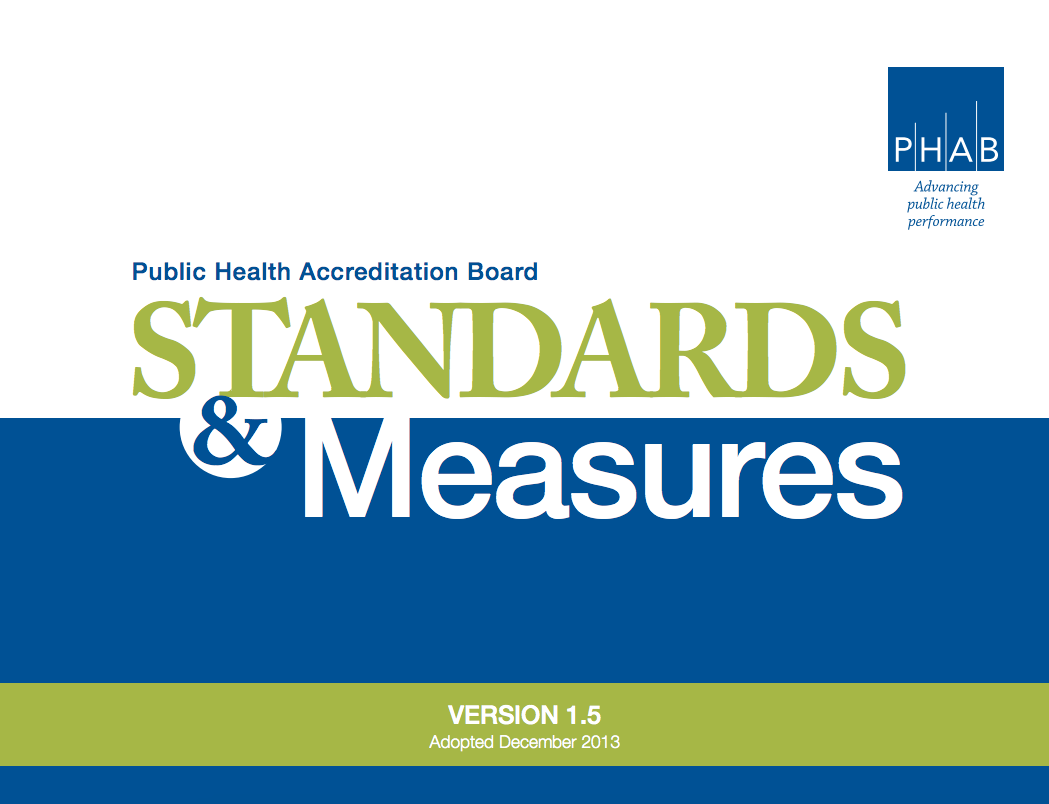 PHAB
Advancing
public health
performance
Public Health Accreditation Board
STANDARDS
& Measures
VERSION 1.5
Adopted December 2013